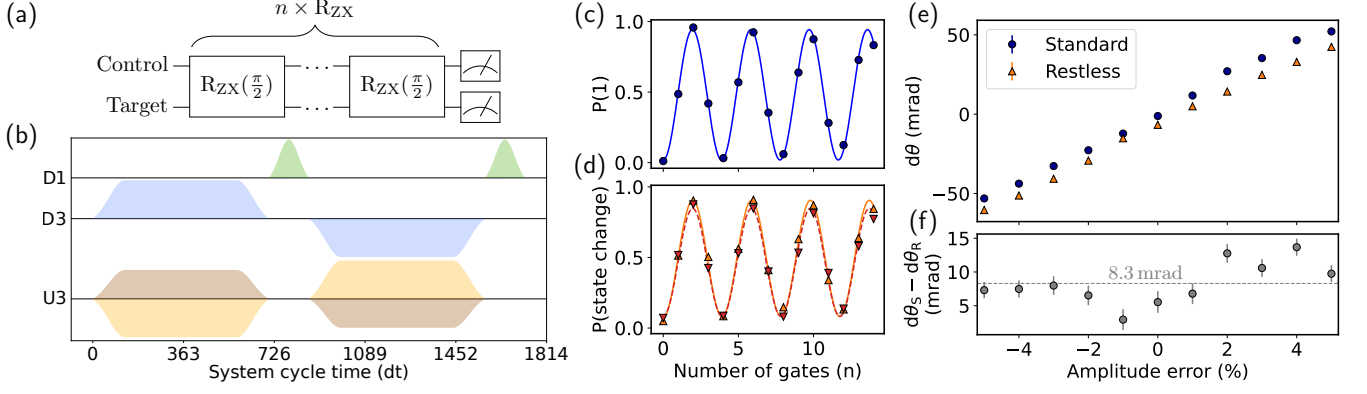 (a)
n × R_ZX
Control
Target
R_ZX(π/2)
...
R_ZX(π/2)
...
(b)
D1
D3
U3
0 363 726 1089 1452 1814
System cycle time (dt)
(c)
1.0
0.5
0.0
P(1)
(d)
1.0
0.5
0.0
P(state change)
0 5 10
Number of gates (n)
(e)
Standard
Restless
50
0
−50
dθ (mrad)
(f)
15
10
5
8.3 mrad
dθ_S − dθ_R
(mrad)
−4 −2 0 2 4
Amplitude error (%)